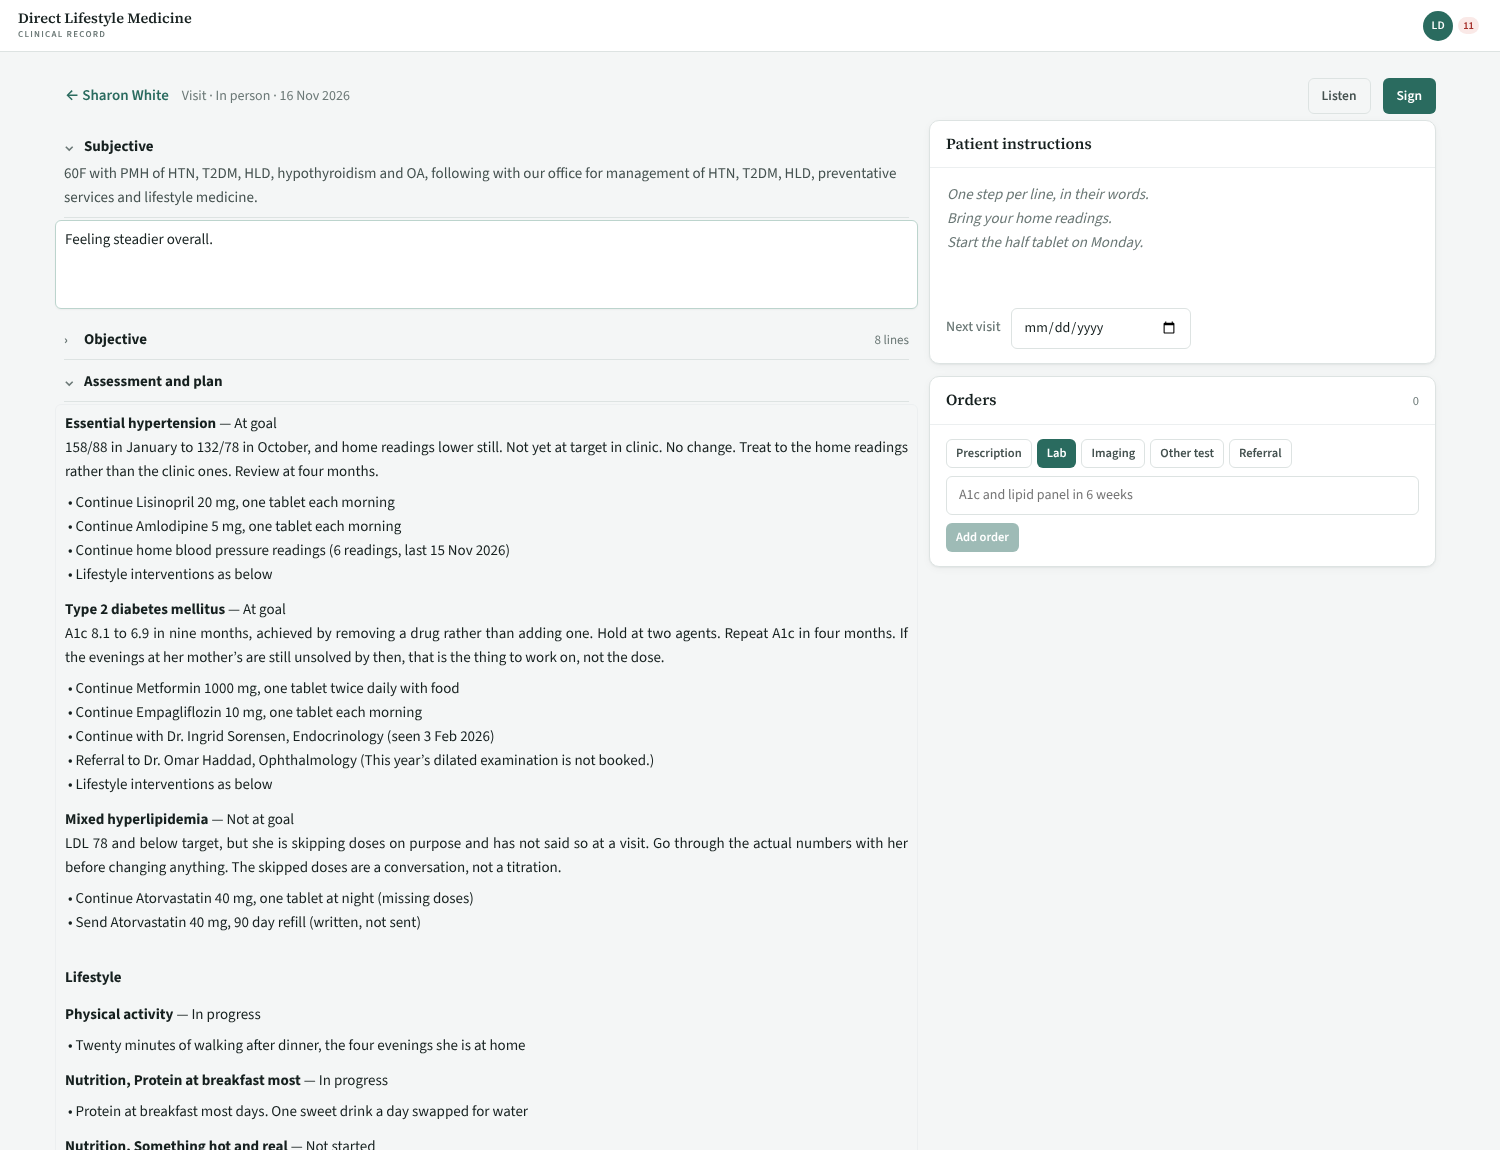 Direct Lifestyle Medicine
CLINICAL RECORD
LD
11
← Sharon White
Visit · In person · 16 Nov 2026
Listen
Sign
Subjective
60F with PMH of HTN, T2DM, HLD, hypothyroidism and OA, following with our office for management of HTN, T2DM, HLD, preventative
services and lifestyle medicine.
Feeling steadier overall.
Objective
8 lines
Assessment and plan
Essential hypertension — At goal
158/88 in January to 132/78 in October, and home readings lower still. Not yet at target in clinic. No change. Treat to the home readings
rather than the clinic ones. Review at four months.
• Continue Lisinopril 20 mg, one tablet each morning
• Continue Amlodipine 5 mg, one tablet each morning
• Continue home blood pressure readings (6 readings, last 15 Nov 2026)
• Lifestyle interventions as below
Type 2 diabetes mellitus — At goal
A1c 8.1 to 6.9 in nine months, achieved by removing a drug rather than adding one. Hold at two agents. Repeat A1c in four months. If
the evenings at her mother’s are still unsolved by then, that is the thing to work on, not the dose.
• Continue Metformin 1000 mg, one tablet twice daily with food
• Continue Empagliflozin 10 mg, one tablet each morning
• Continue with Dr. Ingrid Sorensen, Endocrinology (seen 3 Feb 2026)
• Referral to Dr. Omar Haddad, Ophthalmology (This year’s dilated examination is not booked.)
• Lifestyle interventions as below
Mixed hyperlipidemia — Not at goal
LDL 78 and below target, but she is skipping doses on purpose and has not said so at a visit. Go through the actual numbers with her
before changing anything. The skipped doses are a conversation, not a titration.
• Continue Atorvastatin 40 mg, one tablet at night (missing doses)
• Send Atorvastatin 40 mg, 90 day refill (written, not sent)
Lifestyle
Physical activity — In progress
• Twenty minutes of walking after dinner, the four evenings she is at home
Nutrition, Protein at breakfast most — In progress
• Protein at breakfast most days. One sweet drink a day swapped for water
Nutrition, Something hot and real — Not started
Patient instructions
One step per line, in their words.
Bring your home readings.
Start the half tablet on Monday.
Next visit
mm/dd/yyyy
Orders
0
Prescription
Lab
Imaging
Other test
Referral
A1c and lipid panel in 6 weeks
Add order